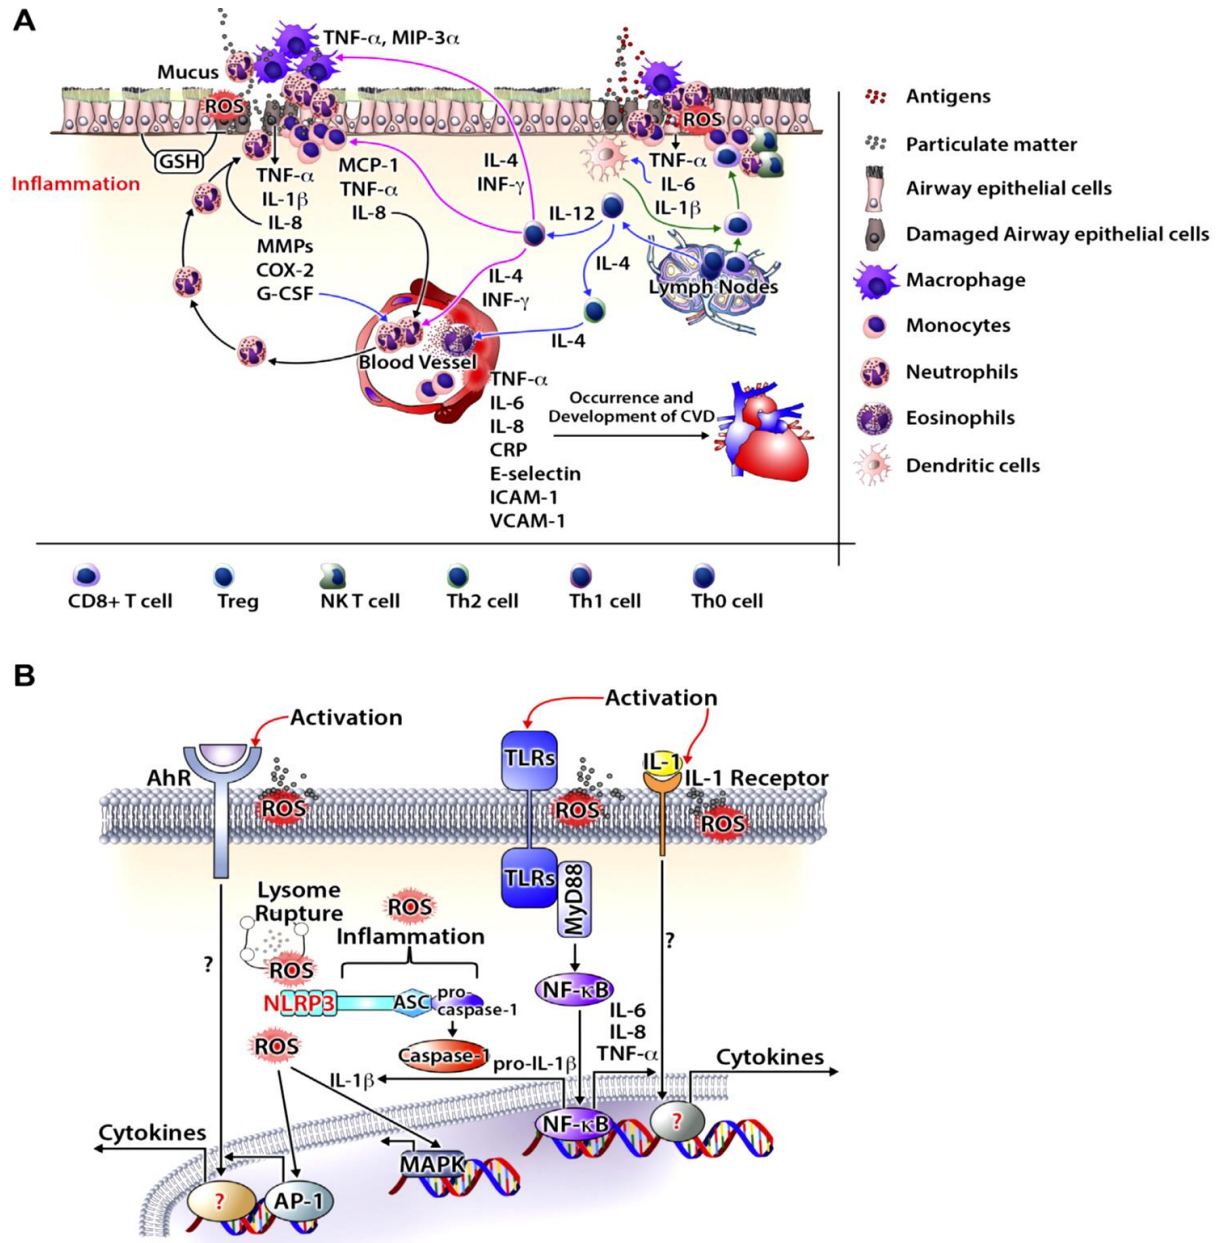 A
TNF-α, MIP-3α
Mucus
ROS
GSH
Inflammation
TNF-α
IL-1β
IL-8
MMPs
COX-2
G-CSF
MCP-1
TNF-α
IL-8
IL-4
INF-γ
IL-12
IL-4
INF-γ
IL-4
IL-4
ROS
TNF-α
IL-6
IL-1β
Lymph Nodes
Blood Vessel
TNF-α
IL-6
IL-8
CRP
E-selectin
ICAM-1
VCAM-1
Occurrence and
Development of CVD
Antigens
Particulate matter
Airway epithelial cells
Damaged Airway epithelial cells
Macrophage
Monocytes
Neutrophils
Eosinophils
Dendritic cells
CD8+ T cell
Treg
NK T cell
Th2 cell
Th1 cell
Th0 cell
B
Activation
AhR
ROS
Activation
TLRs
ROS
IL-1
IL-1 Receptor
ROS
TLRs
MyD88
Lysome
Rupture
ROS
ROS
Inflammation
?
?
NLRP3
ASC
pro-
caspase-1
NF-κB
IL-6
IL-8
TNF-α
ROS
Caspase-1
pro-IL-1β
IL-1β
Cytokines
NF-κB
?
Cytokines
MAPK
?
AP-1